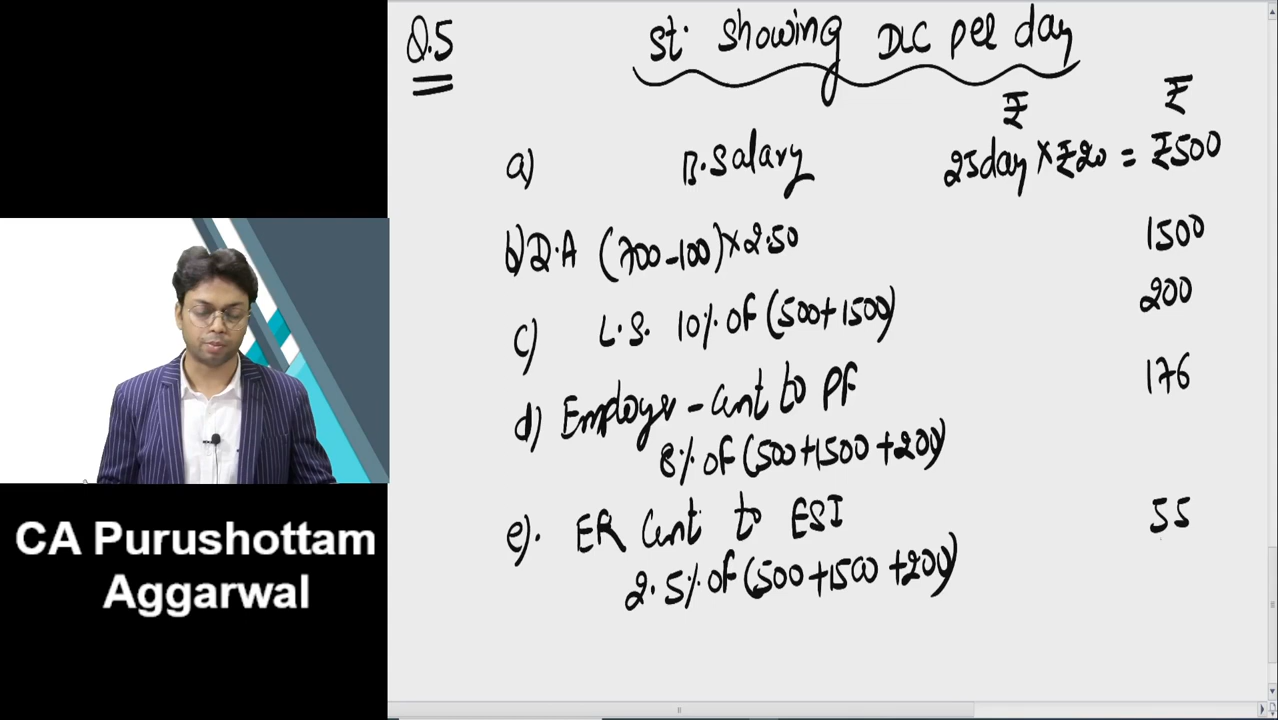 Q.5
St. Showing DLC per day
₹ ₹
a) B.Salary 25day × ₹20 = ₹500
b) D.A (700-100)×2.50 1500
c) L.S. 10% of (500+1500) 200
d) Employer - Cont to PF 176
8% of (500+1500+200)
e). ER Cont to ESI 55
2.5% of (500+1500+200)
CA Purushottam
Aggarwal